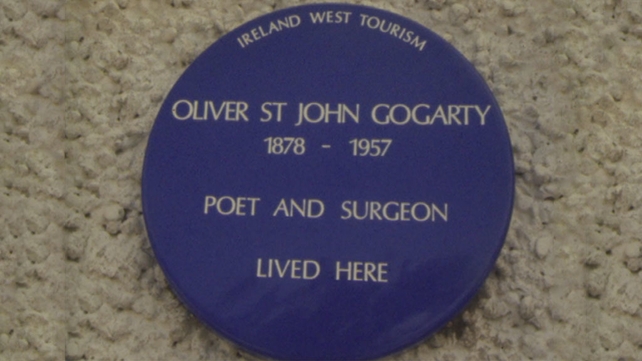 IRELAND WEST TOURISM
OLIVER ST JOHN GOGARTY
1878 - 1957
POET AND SURGEON
LIVED HERE